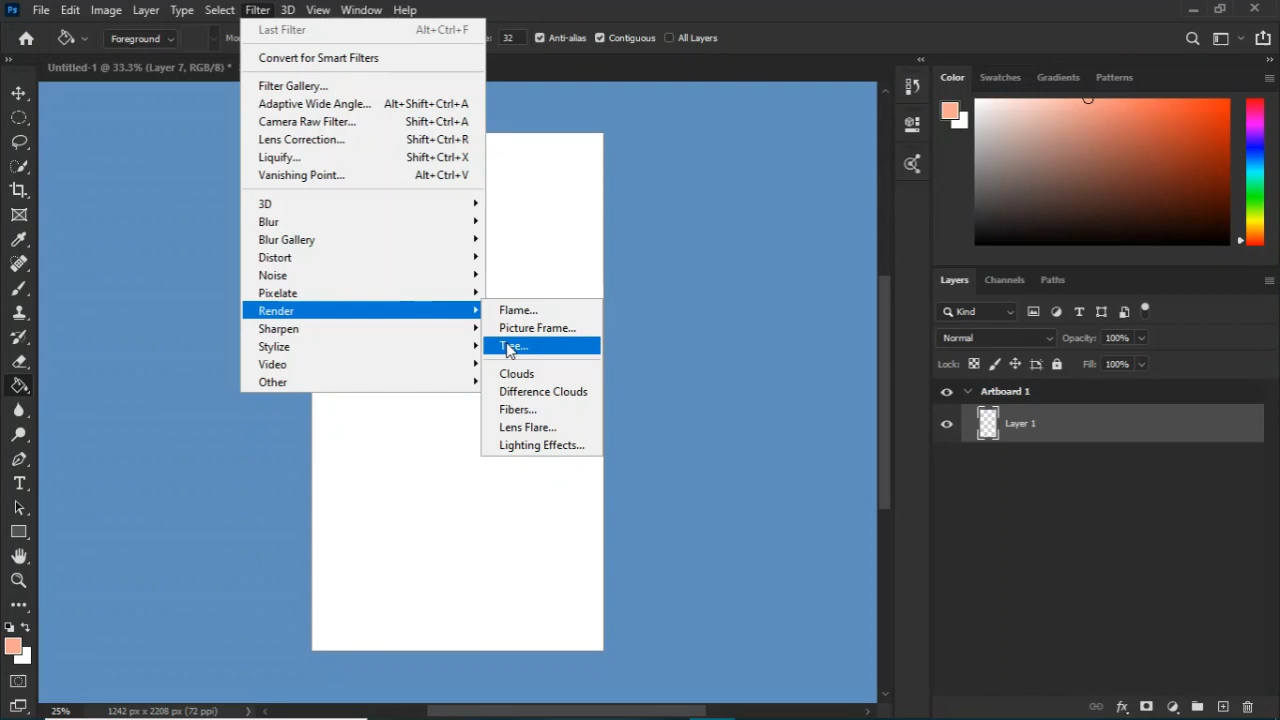 Ps File Edit Image Layer Type Select Filter 3D View Window Help
Foreground
32 Anti-alias Contiguous All Layers
Untitled-1 @ 33.3% (Layer 7, RGB/8) *
Last Filter Alt+Ctrl+F
Convert for Smart Filters
Filter Gallery...
Adaptive Wide Angle... Alt+Shift+Ctrl+A
Camera Raw Filter... Shift+Ctrl+A
Lens Correction... Shift+Ctrl+R
Liquify... Shift+Ctrl+X
Vanishing Point... Alt+Ctrl+V
3D
Blur
Blur Gallery
Distort
Noise
Pixelate
Render
Sharpen
Stylize
Video
Other
Flame...
Picture Frame...
Tree...
Clouds
Difference Clouds
Fibers...
Lens Flare...
Lighting Effects...
Color Swatches Gradients Patterns
Layers Channels Paths
Kind
Normal Opacity: 100%
Lock: Fill: 100%
Artboard 1
Layer 1
25% 1242 px x 2208 px (72 ppi)